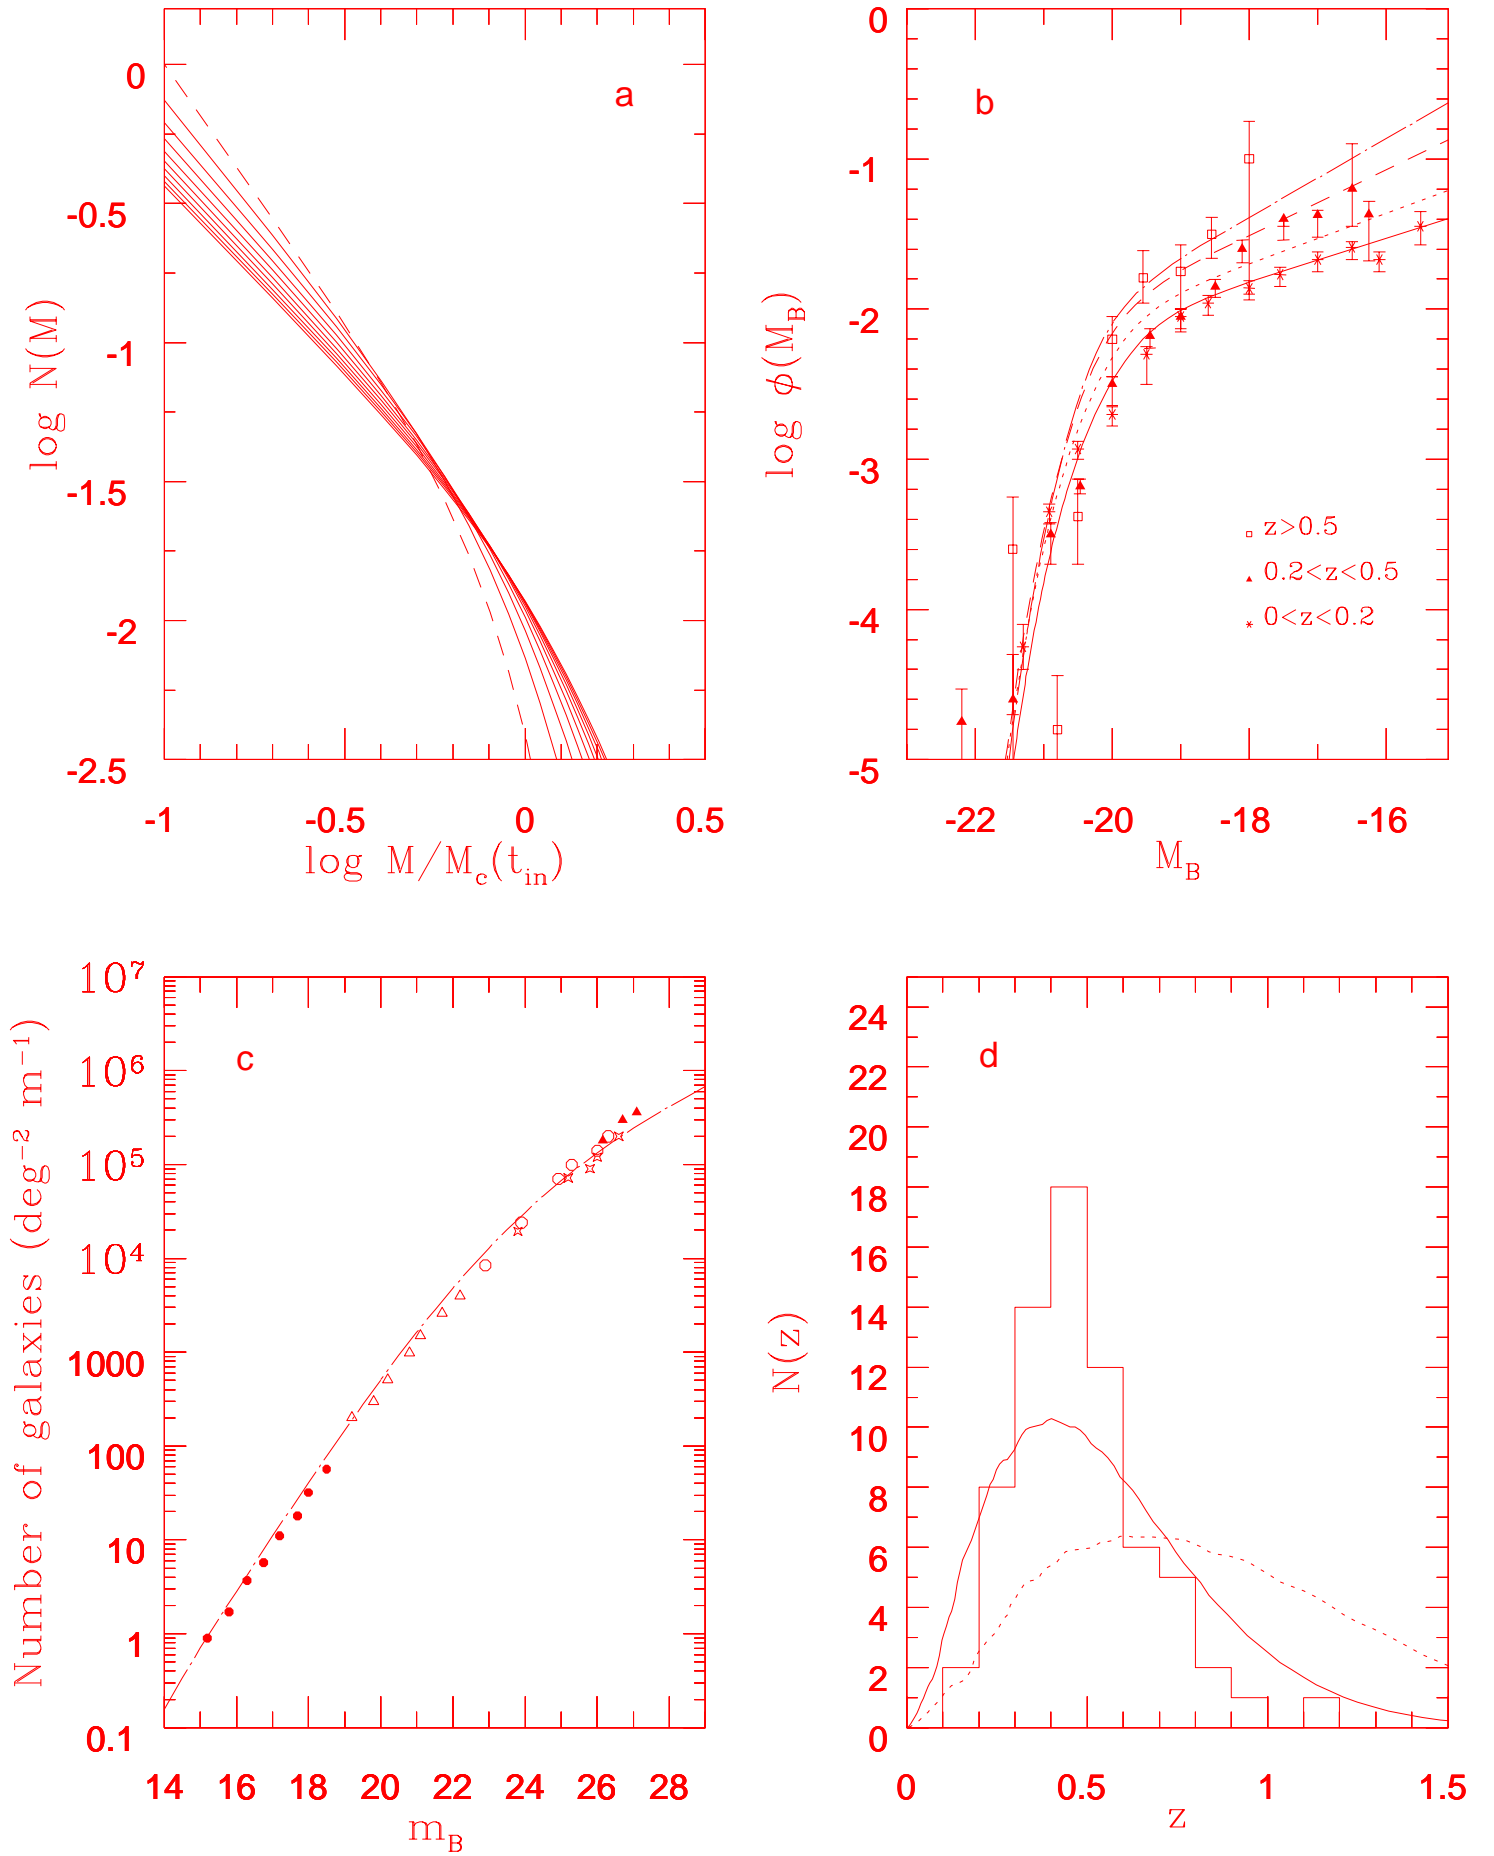 a
0
-0.5
-1
-1.5
-2
-2.5
log N(M)
-1 -0.5 0 0.5
log M/M_c(t_in)
b
0
-1
-2
-3
-4
-5
log ϕ(M_B)
z>0.5
0.2<z<0.5
0<z<0.2
-22 -20 -18 -16
M_B
c
10^7
10^6
10^5
10^4
1000
100
10
1
0.1
Number of galaxies (deg^-2 m^-1)
14 16 18 20 22 24 26 28
m_B
d
24
22
20
18
16
14
12
10
8
6
4
2
0
N(z)
0 0.5 1 1.5
z